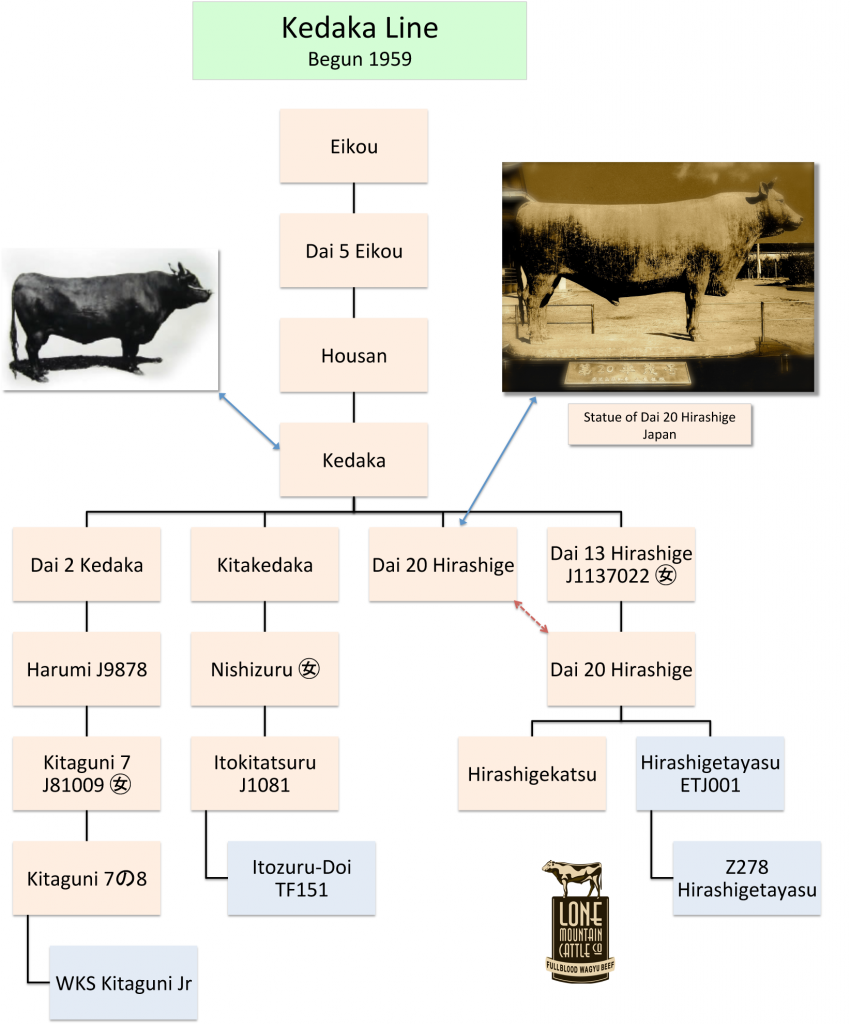 Kedaka Line
Begun 1959
Eikou
Dai 5 Eikou
Housan
Statue of Dai 20 Hirashige
Japan
Kedaka
Dai 2 Kedaka
Kitakedaka
Dai 20 Hirashige
Dai 13 Hirashige
J1137022 ㊛
Harumi J9878
Nishizuru ㊛
Dai 20 Hirashige
Kitaguni 7
J81009 ㊛
Itokitatsuru
J1081
Hirashigekatsu
Hirashigetayasu
ETJ001
Kitaguni 7の8
Itozuru-Doi
TF151
Z278
Hirashigetayasu
WKS Kitaguni Jr
LONE
MOUNTAIN
CATTLE CO
FULLBLOOD WAGYU BEEF